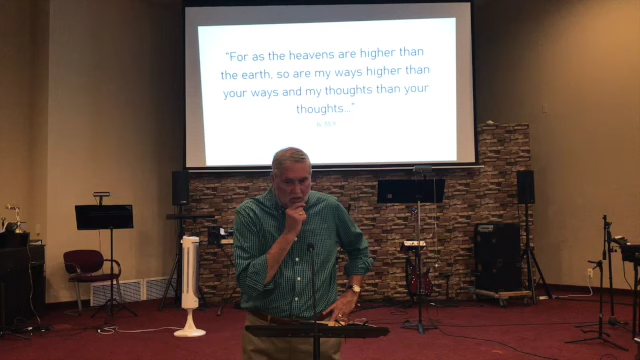 "For as the heavens are higher than
the earth, so are my ways higher than
your ways and my thoughts than your
thoughts..."